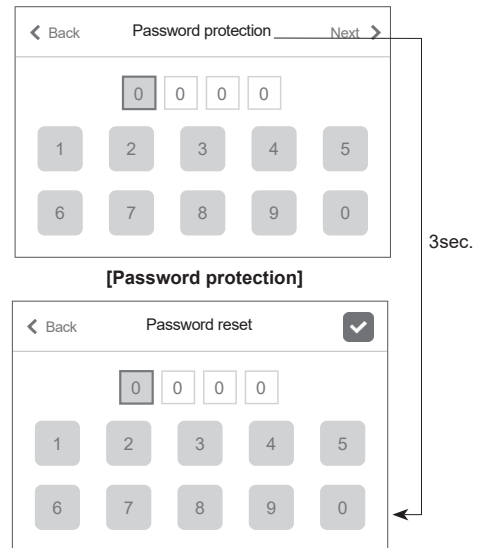 Back Password protection Next
0 0 0 0
1 2 3 4 5
6 7 8 9 0
3sec.
[Password protection]
Back Password reset
0 0 0 0
1 2 3 4 5
6 7 8 9 0